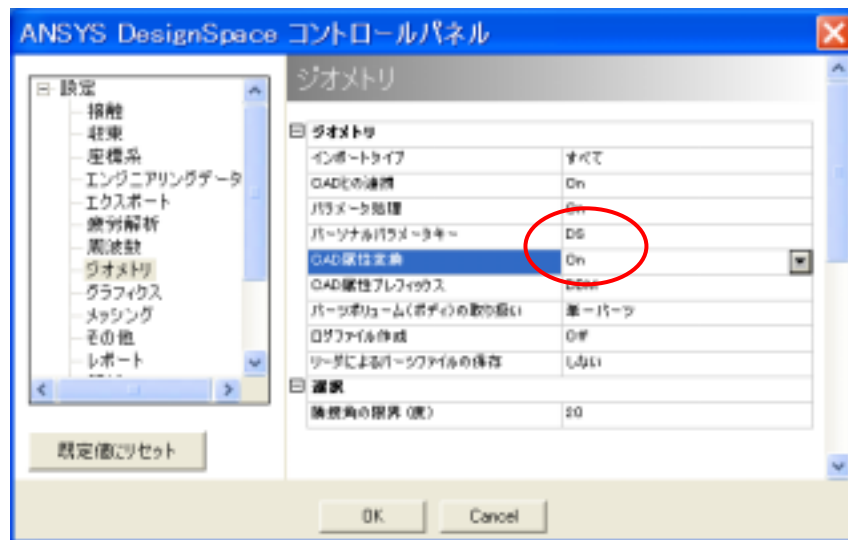 ANSYS DesignSpace コントロールパネル
設定
接触
収束
座標系
エンジニアリングデータ
エクスポート
疲労解析
周波数
ジオメトリ
グラフィクス
メッシング
その他
レポート
既定値にリセット
ジオメトリ
ジオメトリ
インポートタイプ すべて
CADとの連携 On
パラメータ処理 On
パーソナルパラメータキー DS
CAD属性変換 On
CAD属性プレフィックス
パーツボリューム(ボディ)の取り扱い 単一パーツ
ログファイル作成 Off
リーダによるパーツファイルの保存 しない
選択
隣接角の限界(度) 20
OK Cancel